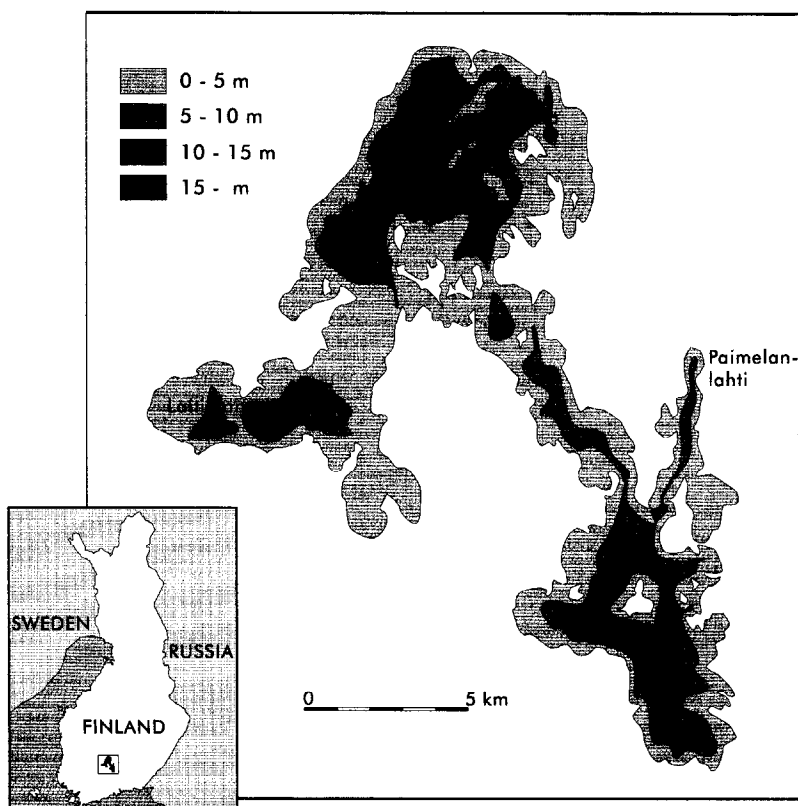 0 - 5 m
5 - 10 m
10 - 15 m
15 - m
Paimelan-
lahti
0 5 km
SWEDEN
RUSSIA
FINLAND